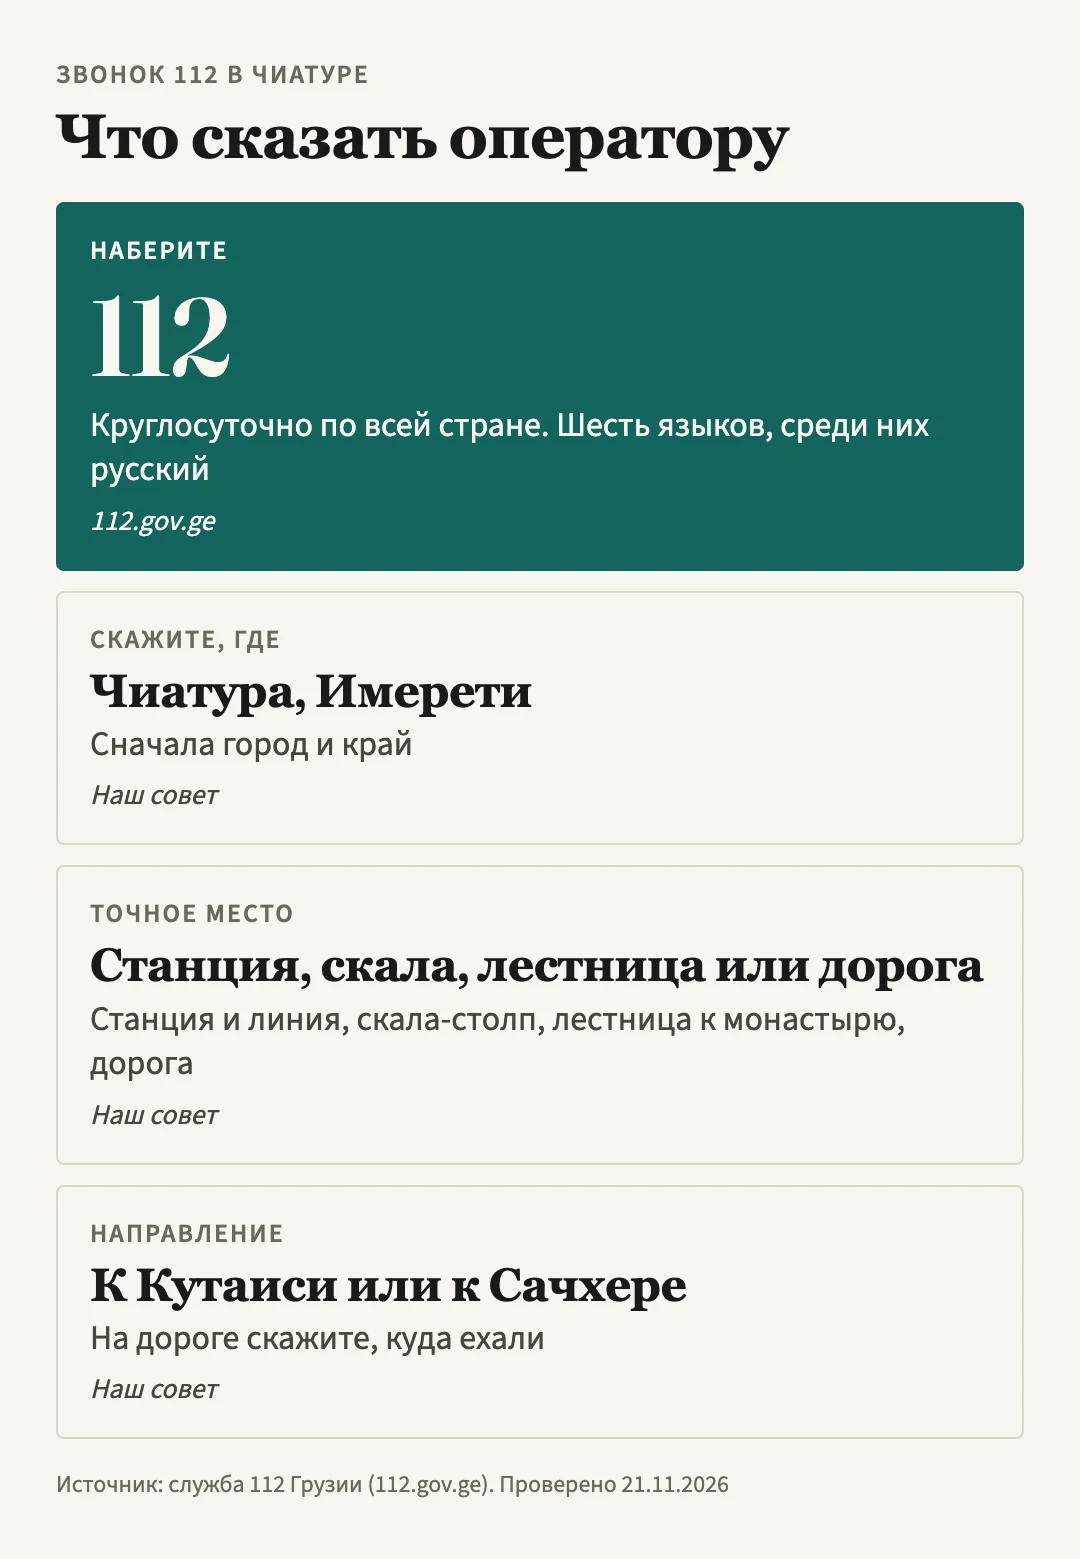 ЗВОНОК 112 В ЧИАТУРЕ
Что сказать оператору
НАБЕРИТЕ
112
Круглосуточно по всей стране. Шесть языков, среди них
русский
112.gov.ge
СКАЖИТЕ, ГДЕ
Чиатура, Имерети
Сначала город и край
Наш совет
ТОЧНОЕ МЕСТО
Станция, скала, лестница или дорога
Станция и линия, скала-столп, лестница к монастырю,
дорога
Наш совет
НАПРАВЛЕНИЕ
К Кутаиси или к Сачхере
На дороге скажите, куда ехали
Наш совет
Источник: служба 112 Грузии (112.gov.ge). Проверено 21.11.2026